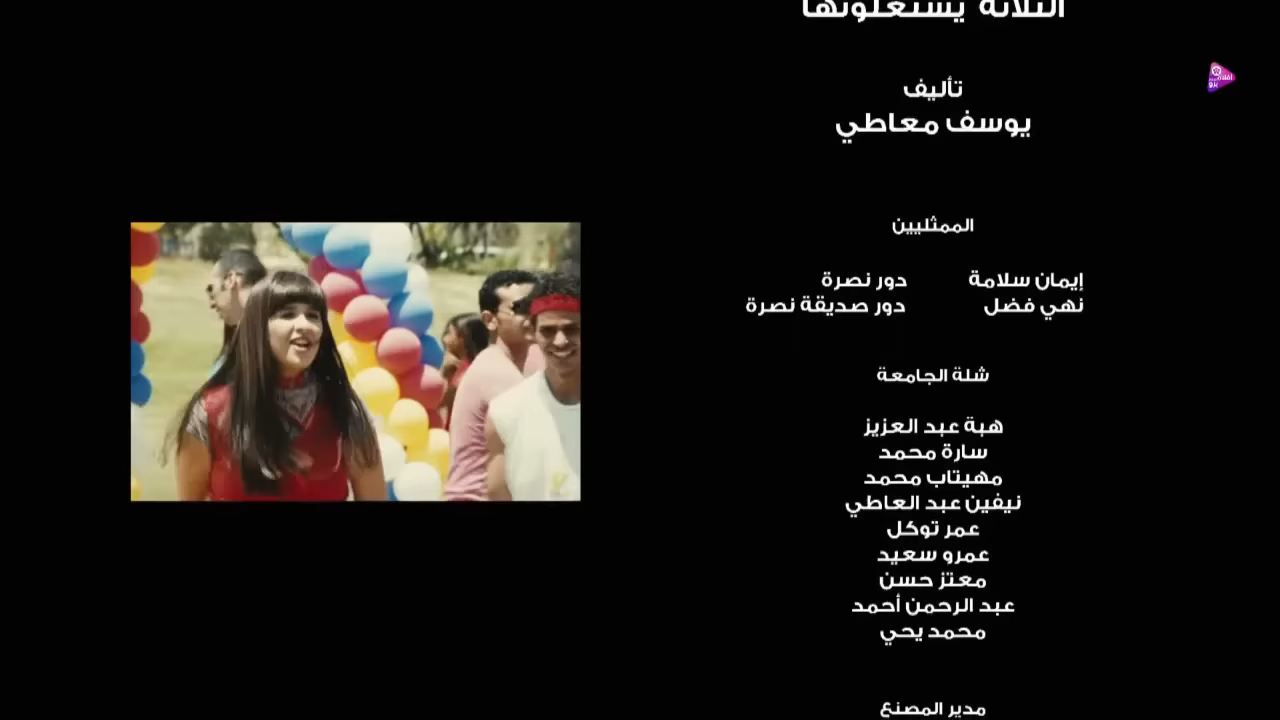 الثلاثة يشتغلونها
تأليف
يوسف معاطي
الممثليين
إيمان سلامة دور نصرة
نهي فضل دور صديقة نصرة
شلة الجامعة
هبة عبد العزيز
سارة محمد
مهيتاب محمد
نيفين عبد العاطي
عمر توكل
عمرو سعيد
معتز حسن
عبد الرحمن أحمد
محمد يحي
مدير المصنع